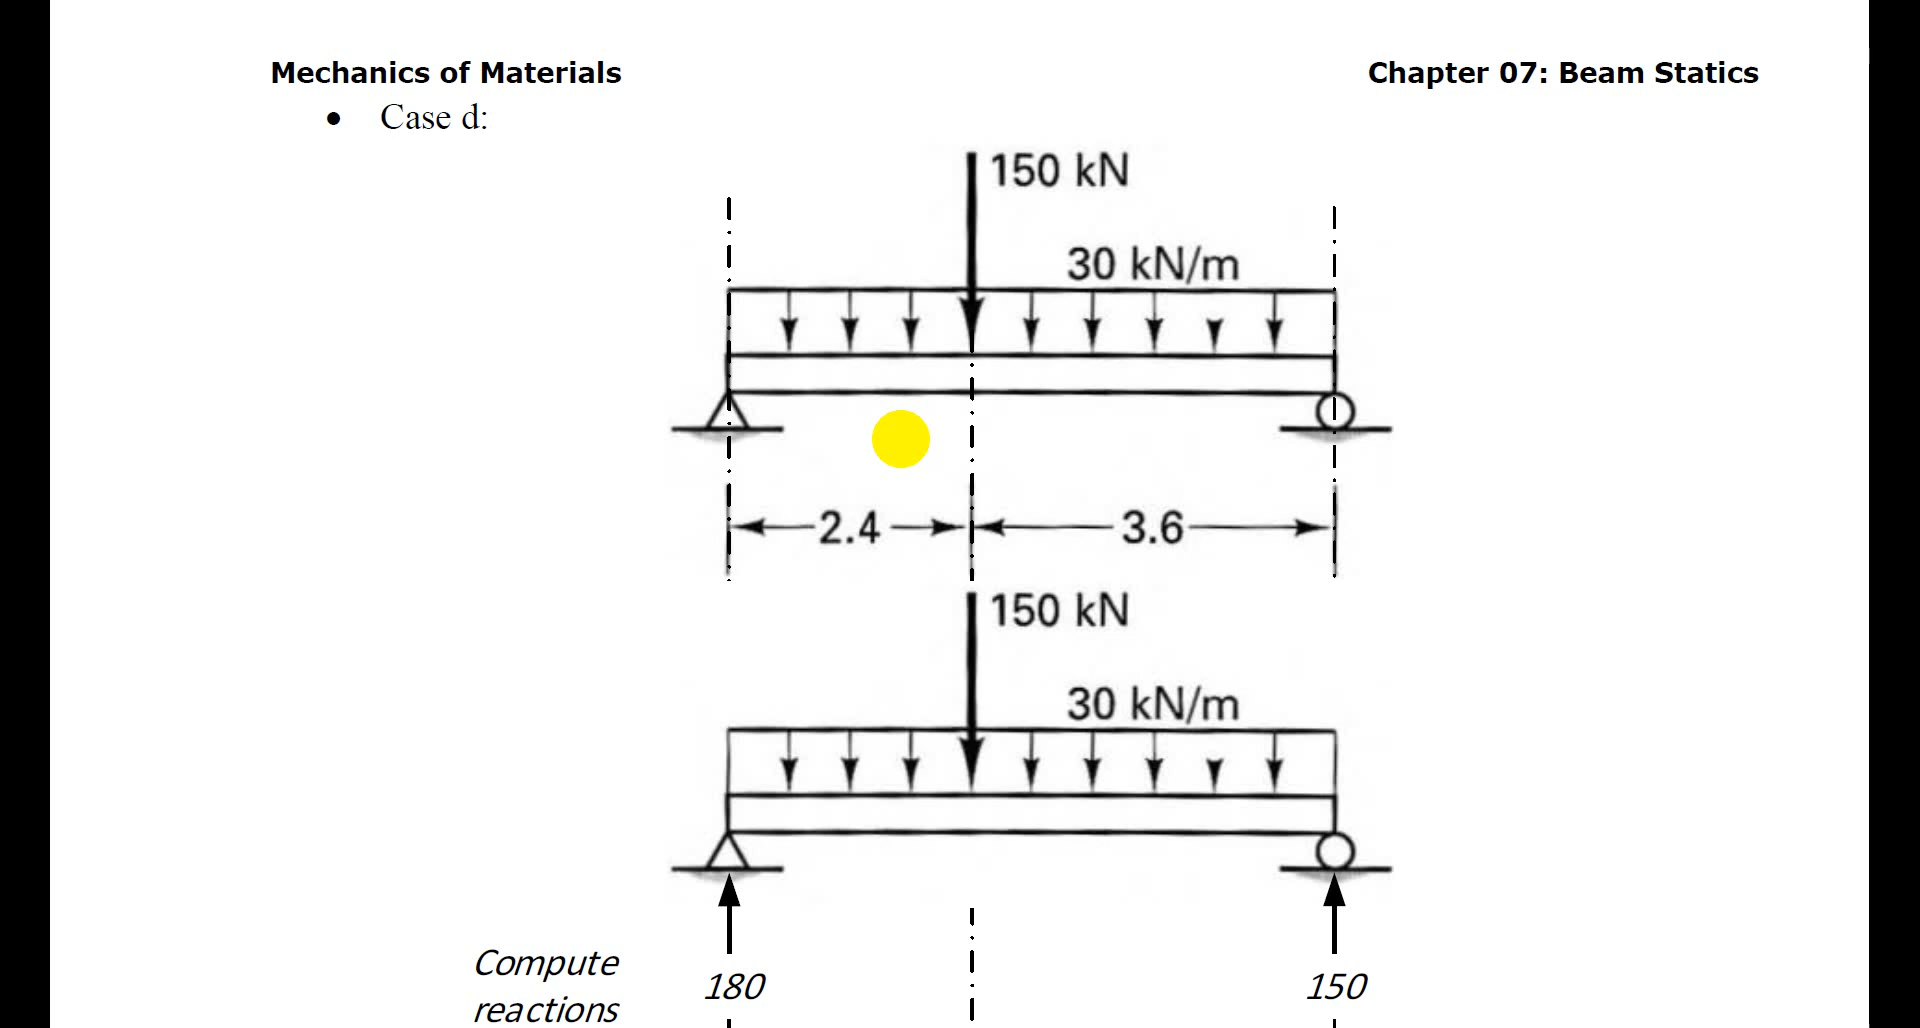 Mechanics of Materials
Chapter 07: Beam Statics
• Case d:
150 kN
30 kN/m
2.4
3.6
150 kN
30 kN/m
Compute
reactions
180
150